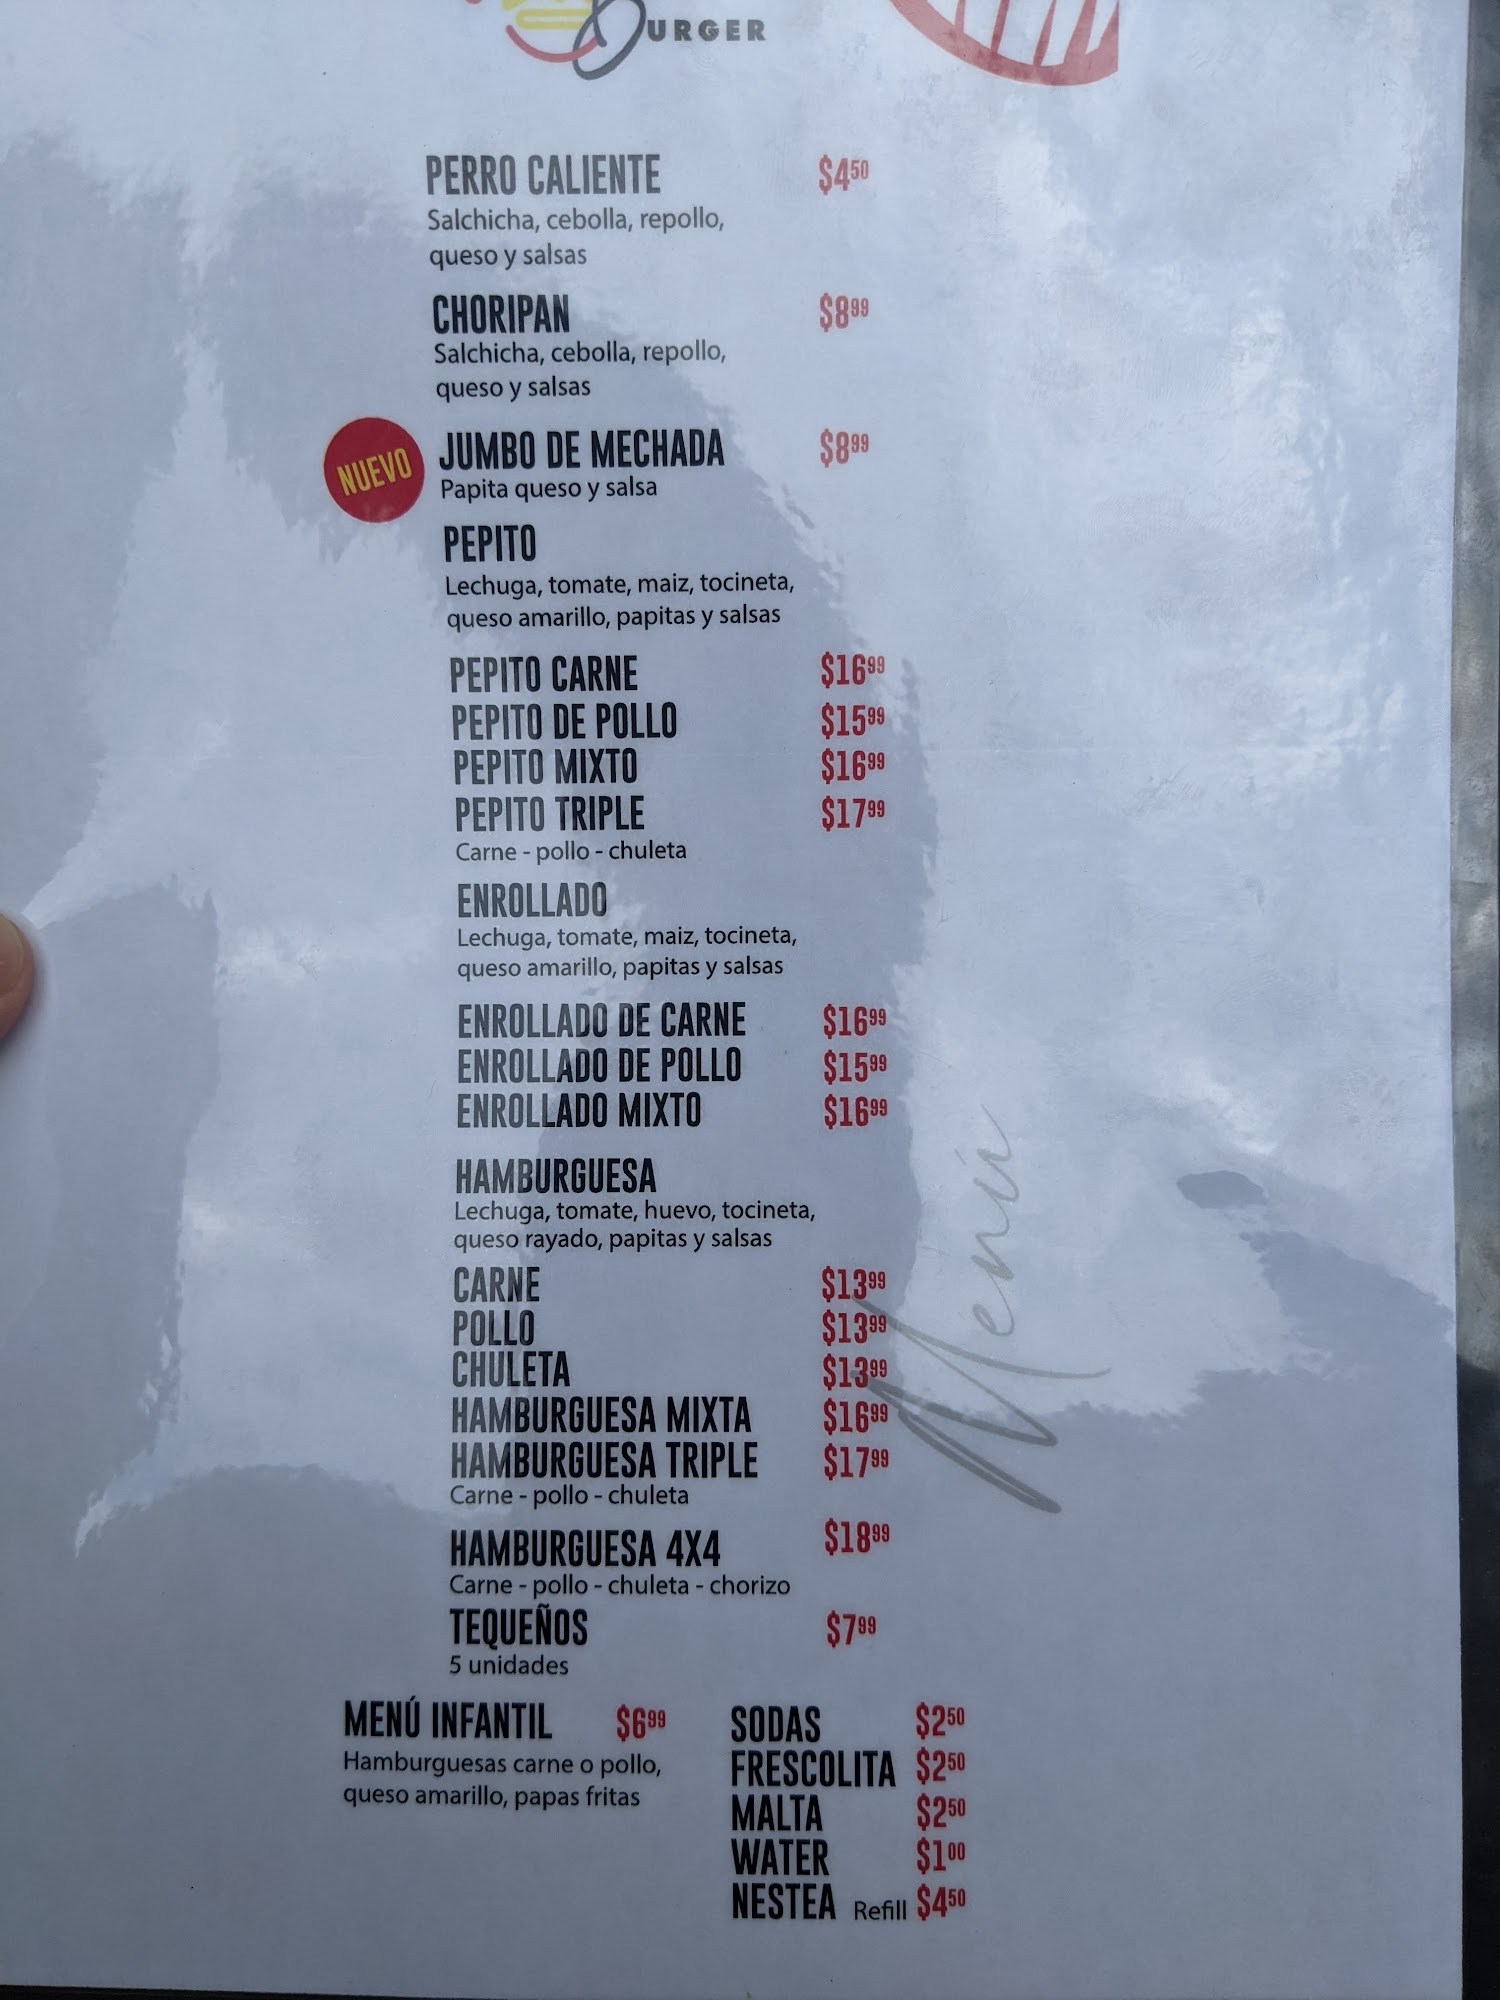 BURGER
PERRO CALIENTE $4.50
Salchicha, cebolla, repollo,
queso y salsas
CHORIPAN $8.99
Salchicha, cebolla, repollo,
queso y salsas
NUEVO
JUMBO DE MECHADA $8.99
Papita queso y salsa
PEPITO
Lechuga, tomate, maiz, tocineta,
queso amarillo, papitas y salsas
PEPITO CARNE $16.99
PEPITO DE POLLO $15.99
PEPITO MIXTO $16.99
PEPITO TRIPLE $17.99
Carne - pollo - chuleta
ENROLLADO
Lechuga, tomate, maiz, tocineta,
queso amarillo, papitas y salsas
ENROLLADO DE CARNE $16.99
ENROLLADO DE POLLO $15.99
ENROLLADO MIXTO $16.99
HAMBURGUESA
Lechuga, tomate, huevo, tocineta,
queso rayado, papitas y salsas
CARNE $13.99
POLLO $13.99
CHULETA $13.99
HAMBURGUESA MIXTA $16.99
HAMBURGUESA TRIPLE $17.99
Carne - pollo - chuleta
HAMBURGUESA 4X4 $18.99
Carne - pollo - chuleta - chorizo
TEQUEÑOS $7.99
5 unidades
Menú
MENÚ INFANTIL $6.99
Hamburguesas carne o pollo,
queso amarillo, papas fritas
SODAS $2.50
FRESCOLITA $2.50
MALTA $2.50
WATER $1.00
NESTEA Refill $4.50